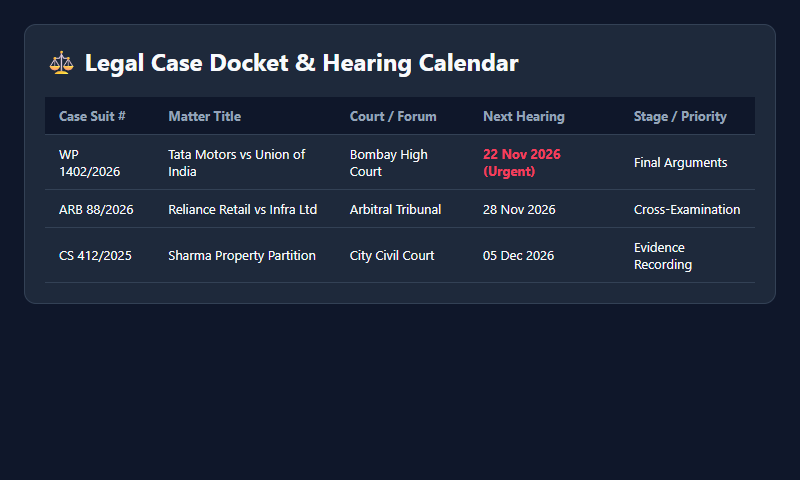 ⚖️ Legal Case Docket & Hearing Calendar
Case Suit # Matter Title Court / Forum Next Hearing Stage / Priority
WP 1402/2026 Tata Motors vs Union of India Bombay High Court 22 Nov 2026 (Urgent) Final Arguments
ARB 88/2026 Reliance Retail vs Infra Ltd Arbitral Tribunal 28 Nov 2026 Cross-Examination
CS 412/2025 Sharma Property Partition City Civil Court 05 Dec 2026 Evidence Recording